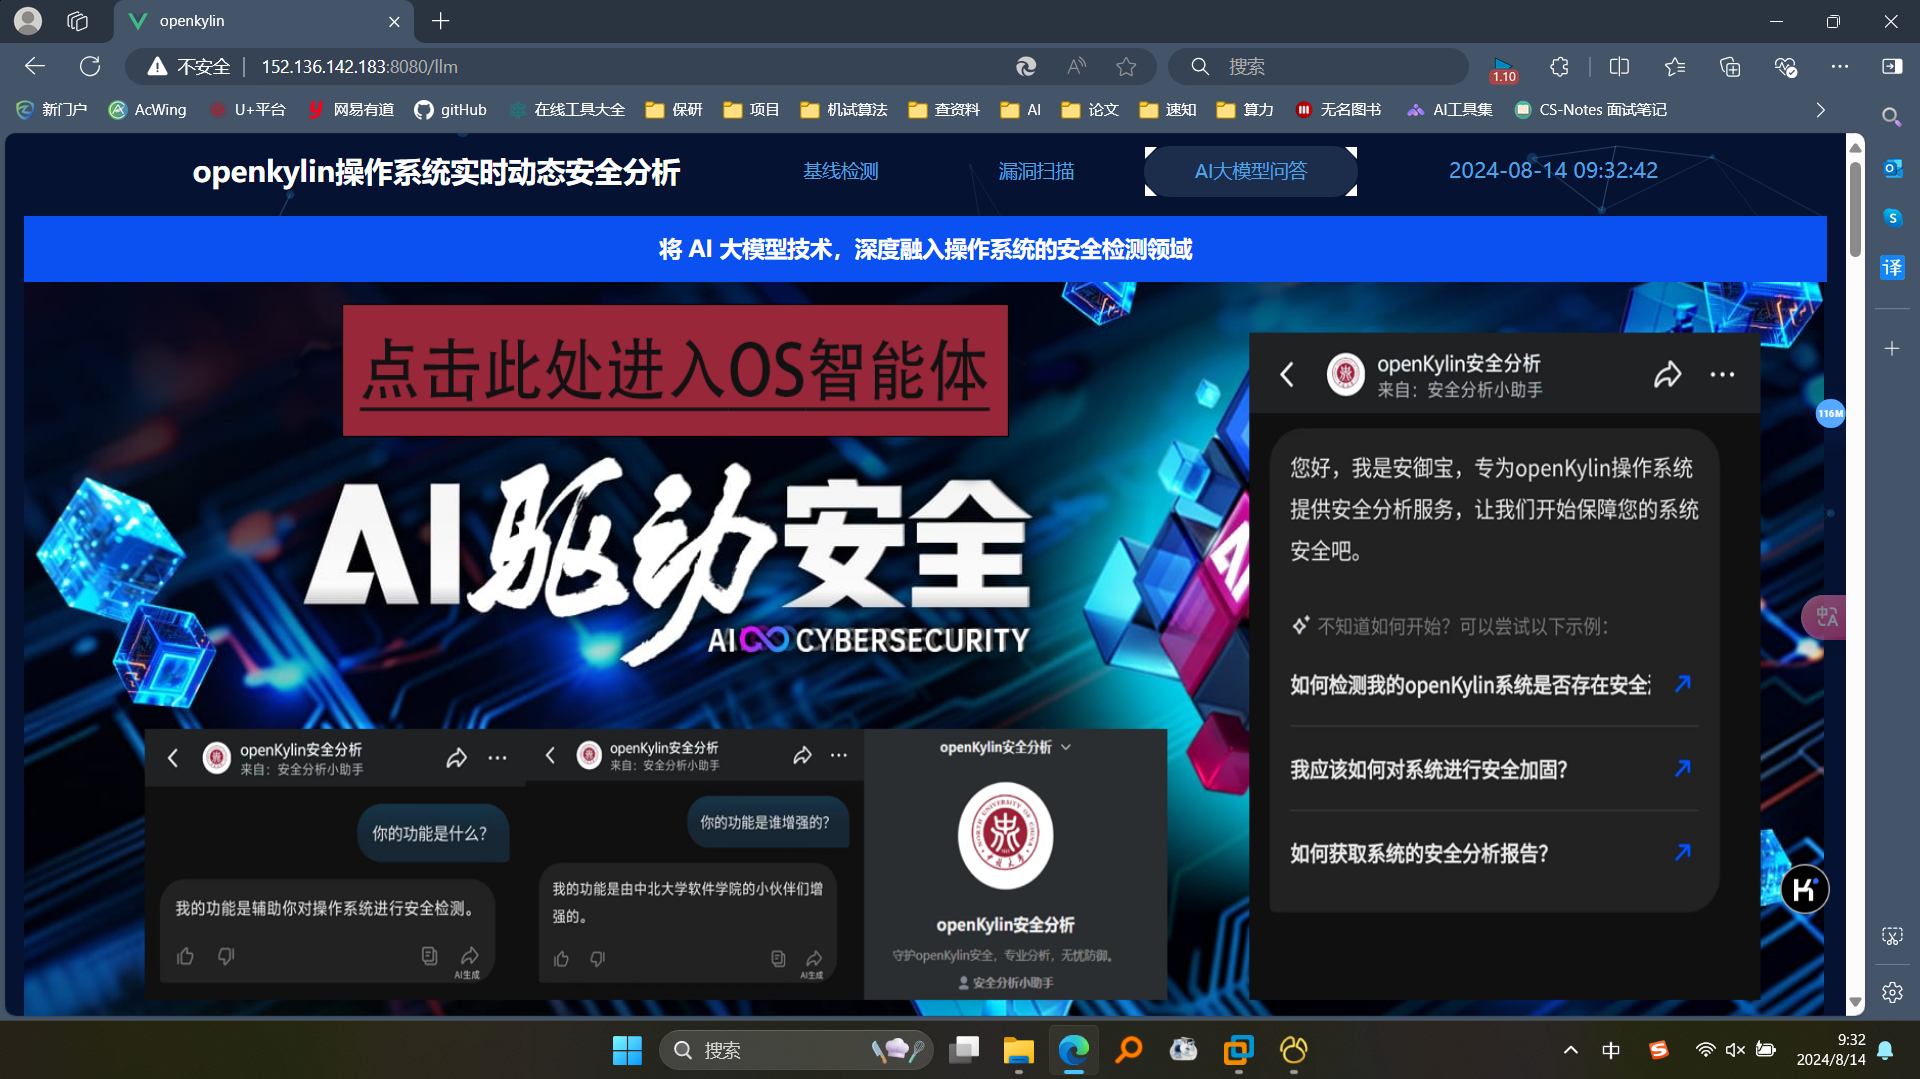 openkylin
不安全
152.136.142.183:8080/llm
搜索
1.10
新门户
AcWing
U+平台
网易有道
gitHub
在线工具大全
保研
项目
机试算法
查资料
AI
论文
速知
算力
无名图书
AI工具集
CS-Notes 面试笔记
openkylin操作系统实时动态安全分析
基线检测
漏洞扫描
AI大模型问答
2024-08-14 09:32:42
将 AI 大模型技术，深度融入操作系统的安全检测领域
点击此处进入OS智能体
AI驱动安全
AI CYBERSECURITY
openKylin安全分析
来自：安全分析小助手
您好，我是安御宝，专为openKylin操作系统
提供安全分析服务，让我们开始保障您的系统
安全吧。
不知道如何开始？可以尝试以下示例：
如何检测我的openKylin系统是否存在安全
我应该如何对系统进行安全加固？
如何获取系统的安全分析报告？
116M
译
openKylin安全分析
来自：安全分析小助手
你的功能是什么？
我的功能是辅助你对操作系统进行安全检测。
AI生成
openKylin安全分析
来自：安全分析小助手
你的功能是谁增强的？
我的功能是由中北大学软件学院的小伙伴们增
强的。
AI生成
openKylin安全分析
NORTH UNIVERSITY OF CHINA
中北大学
openKylin安全分析
守护openKylin安全，专业分析，无忧防御。
安全分析小助手
搜索
中
9:32
2024/8/14